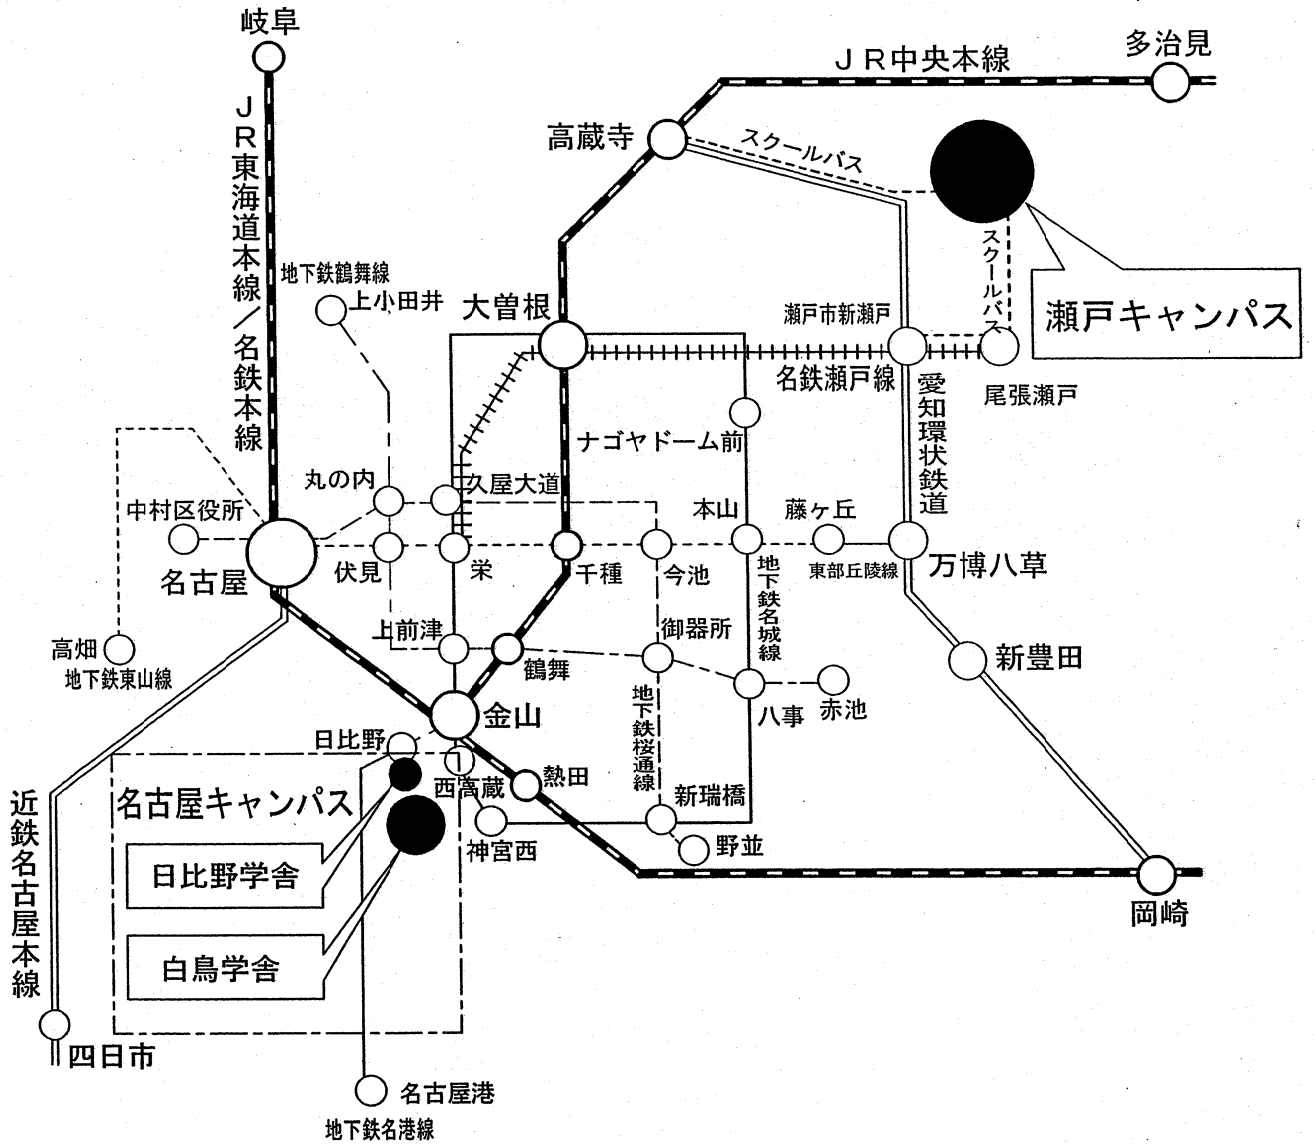 岐阜
多治見
JR中央本線
JR東海道本線／名鉄本線
高蔵寺
スクールバス
スクールバス
瀬戸キャンパス
地下鉄鶴舞線
上小田井
大曽根
瀬戸市新瀬戸
名鉄瀬戸線
尾張瀬戸
愛知環状鉄道
ナゴヤドーム前
丸の内
久屋大道
中村区役所
本山
藤ヶ丘
名古屋
伏見
栄
千種
今池
東部丘陵線
万博八草
地下鉄名城線
高畑
地下鉄東山線
上前津
鶴舞
御器所
新豊田
八事
赤池
地下鉄桜通線
金山
日比野
西高蔵
熱田
新瑞橋
神宮西
野並
名古屋キャンパス
日比野学舎
白鳥学舎
近鉄名古屋本線
岡崎
四日市
名古屋港
地下鉄名港線